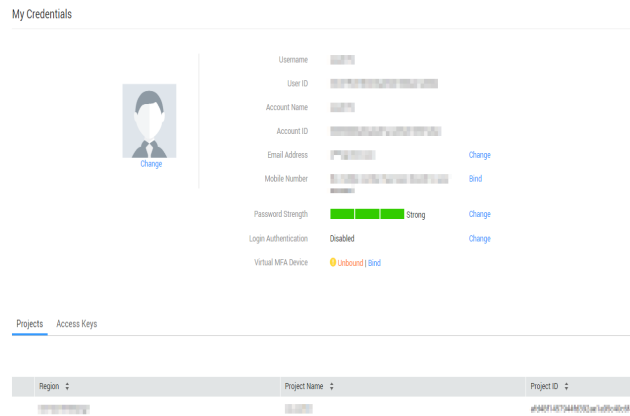 My Credentials
Username
User ID
Account Name
Account ID
Email Address Change
Change
Mobile Number Bind
Password Strength Strong Change
Login Authentication Disabled Change
Virtual MFA Device Unbound | Bind
Projects Access Keys
Region Project Name Project ID